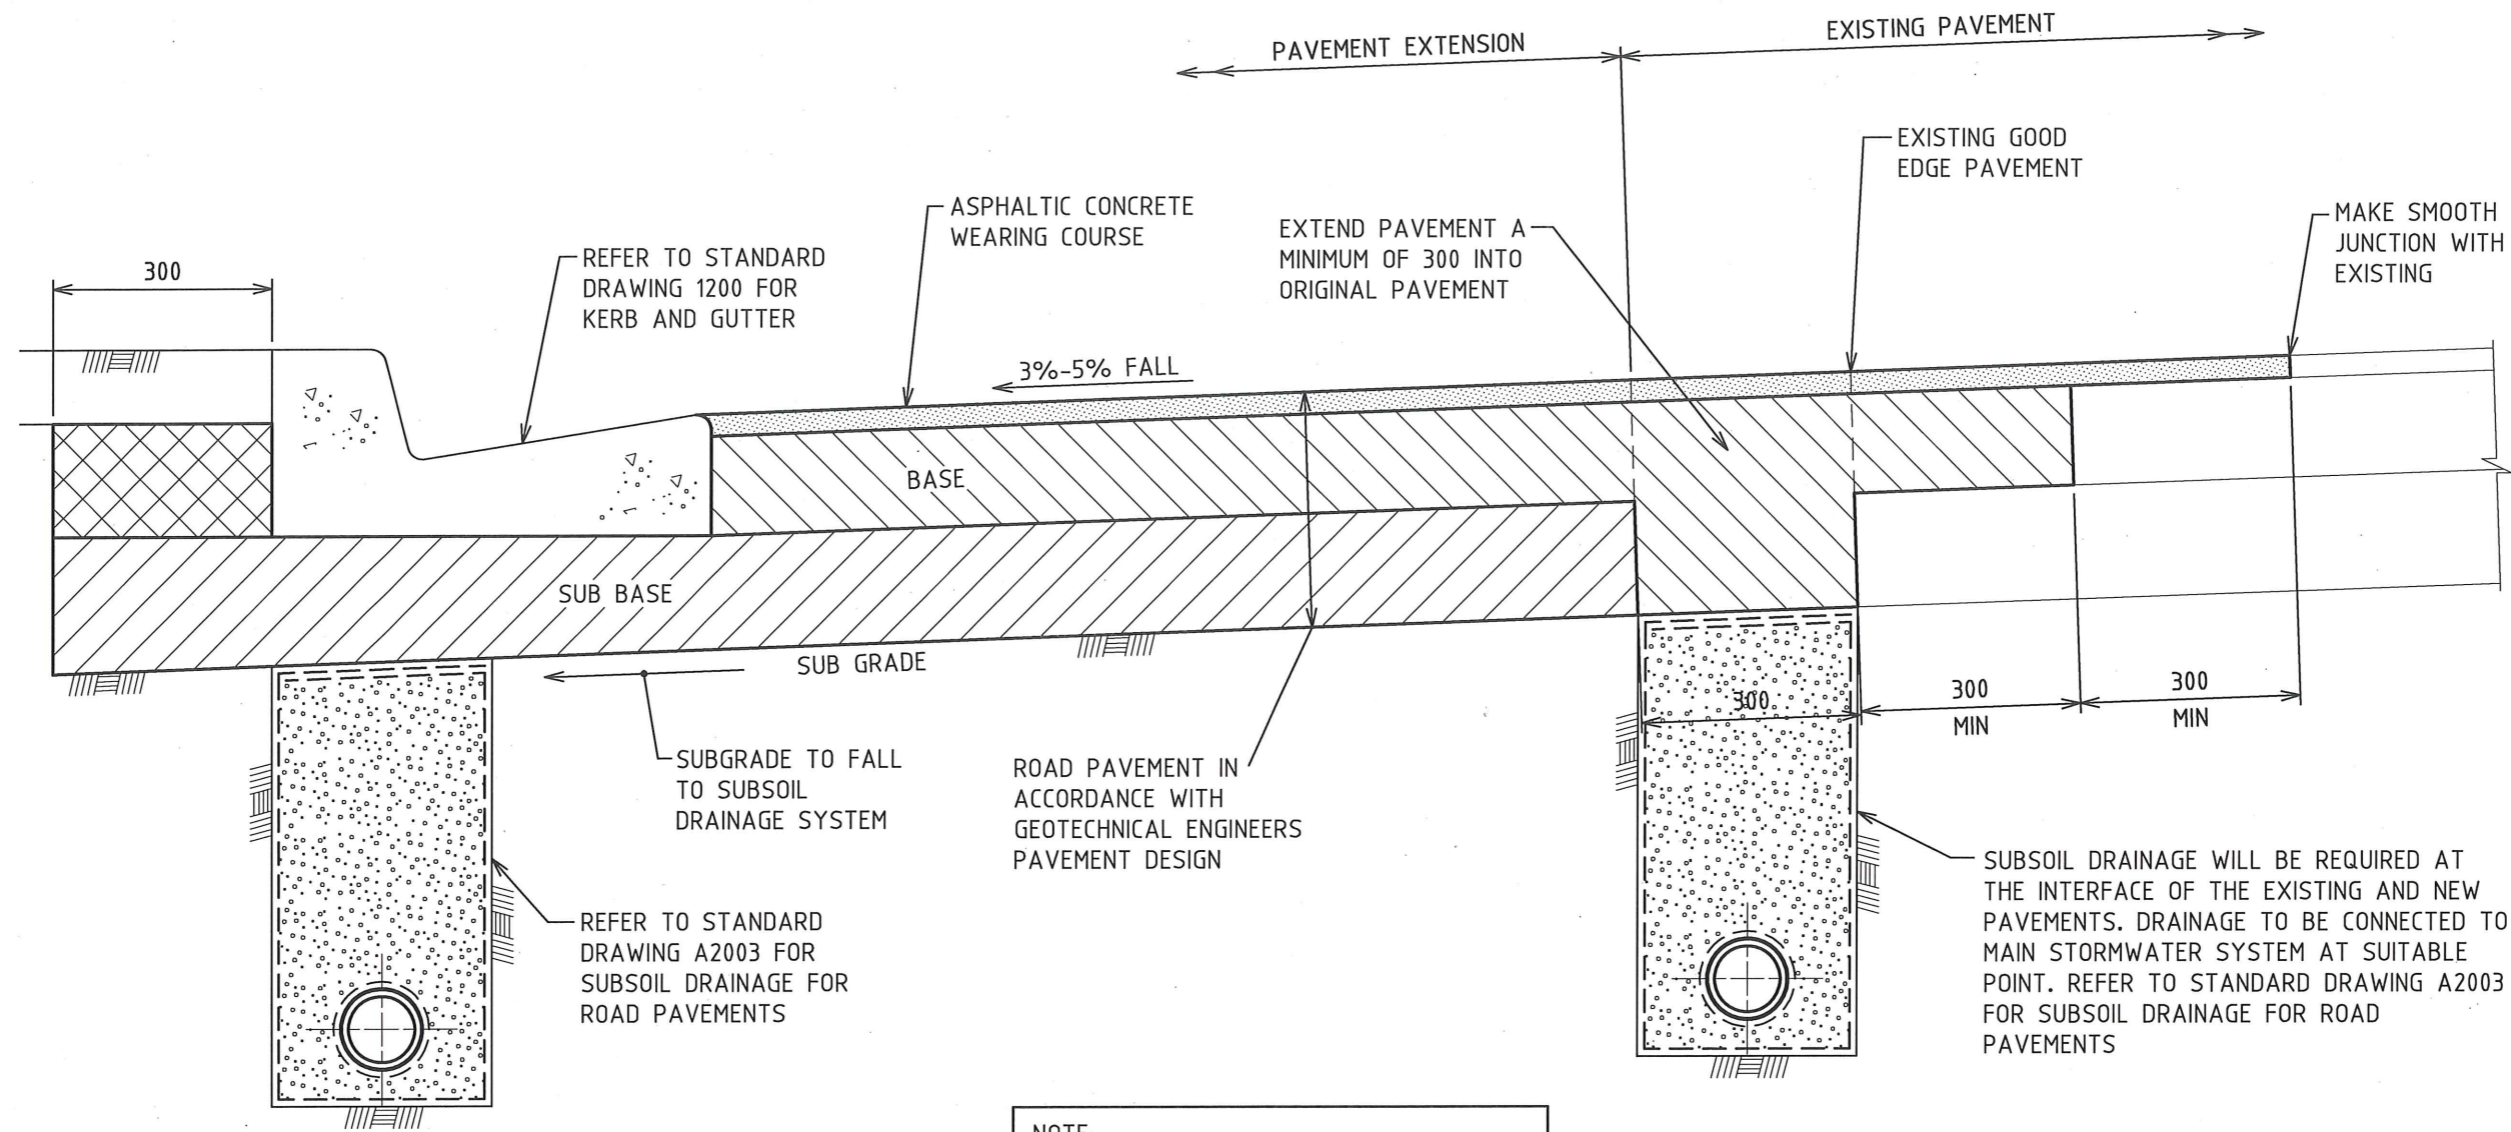 PAVEMENT EXTENSION
EXISTING PAVEMENT
EXISTING GOOD
EDGE PAVEMENT
MAKE SMOOTH
JUNCTION WITH
EXISTING
ASPHALTIC CONCRETE
WEARING COURSE
EXTEND PAVEMENT A
MINIMUM OF 300 INTO
ORIGINAL PAVEMENT
REFER TO STANDARD
DRAWING 1200 FOR
KERB AND GUTTER
300
3%-5% FALL
BASE
SUB BASE
SUB GRADE
300
300
MIN
300
MIN
SUBGRADE TO FALL
TO SUBSOIL
DRAINAGE SYSTEM
ROAD PAVEMENT IN
ACCORDANCE WITH
GEOTECHNICAL ENGINEERS
PAVEMENT DESIGN
REFER TO STANDARD
DRAWING A2003 FOR
SUBSOIL DRAINAGE FOR
ROAD PAVEMENTS
SUBSOIL DRAINAGE WILL BE REQUIRED AT
THE INTERFACE OF THE EXISTING AND NEW
PAVEMENTS. DRAINAGE TO BE CONNECTED TO
MAIN STORMWATER SYSTEM AT SUITABLE
POINT. REFER TO STANDARD DRAWING A2003
FOR SUBSOIL DRAINAGE FOR ROAD
PAVEMENTS
NOTE